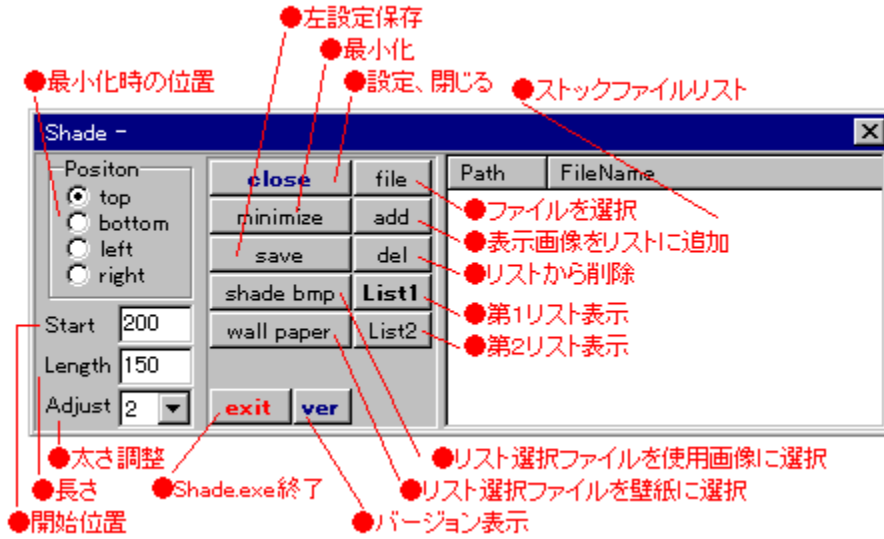 ●左設定保存
●最小化
●最小化時の位置
●設定、閉じる
●ストックファイルリスト
Shade -
Positon
top
bottom
left
right
close
file
Path
FileName
●ファイルを選択
minimize
add
●表示画像をリストに追加
save
del
●リストから削除
shade bmp
List1
●第1リスト表示
Start
200
wall paper
List2
●第2リスト表示
Length
150
Adjust
2
exit
ver
●太さ調整
●リスト選択ファイルを使用画像に選択
●長さ
●Shade.exe終了
●リスト選択ファイルを壁紙に選択
●開始位置
●バージョン表示